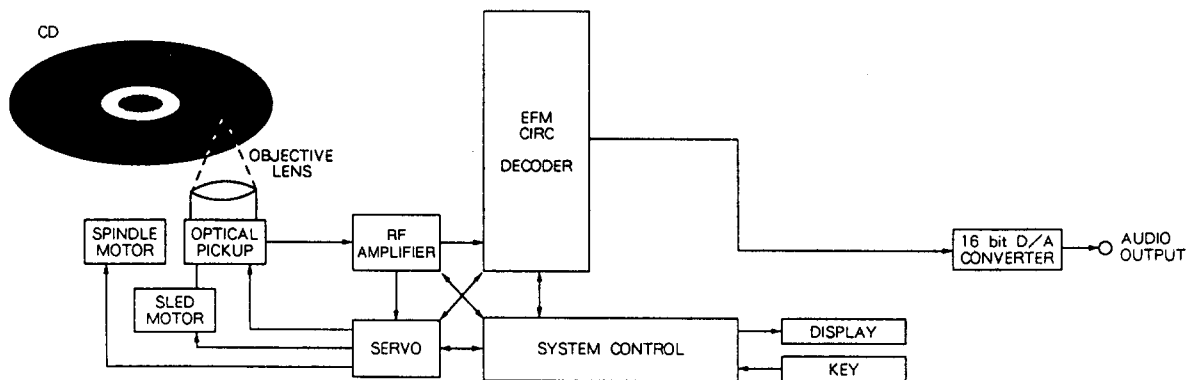 CD
OBJECTIVE
LENS
EFM
CIRC
DECODER
SPINDLE
MOTOR
OPTICAL
PICKUP
RF
AMPLIFIER
16 bit D/A
CONVERTER
AUDIO
OUTPUT
SLED
MOTOR
SERVO
SYSTEM CONTROL
DISPLAY
KEY